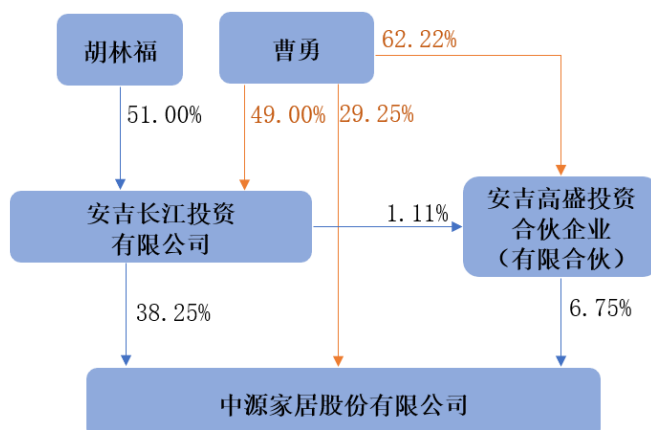 胡林福
曹勇
62.22%
51.00%
49.00%
29.25%
安吉长江投资
有限公司
1.11%
安吉高盛投资
合伙企业
（有限合伙）
38.25%
6.75%
中源家居股份有限公司